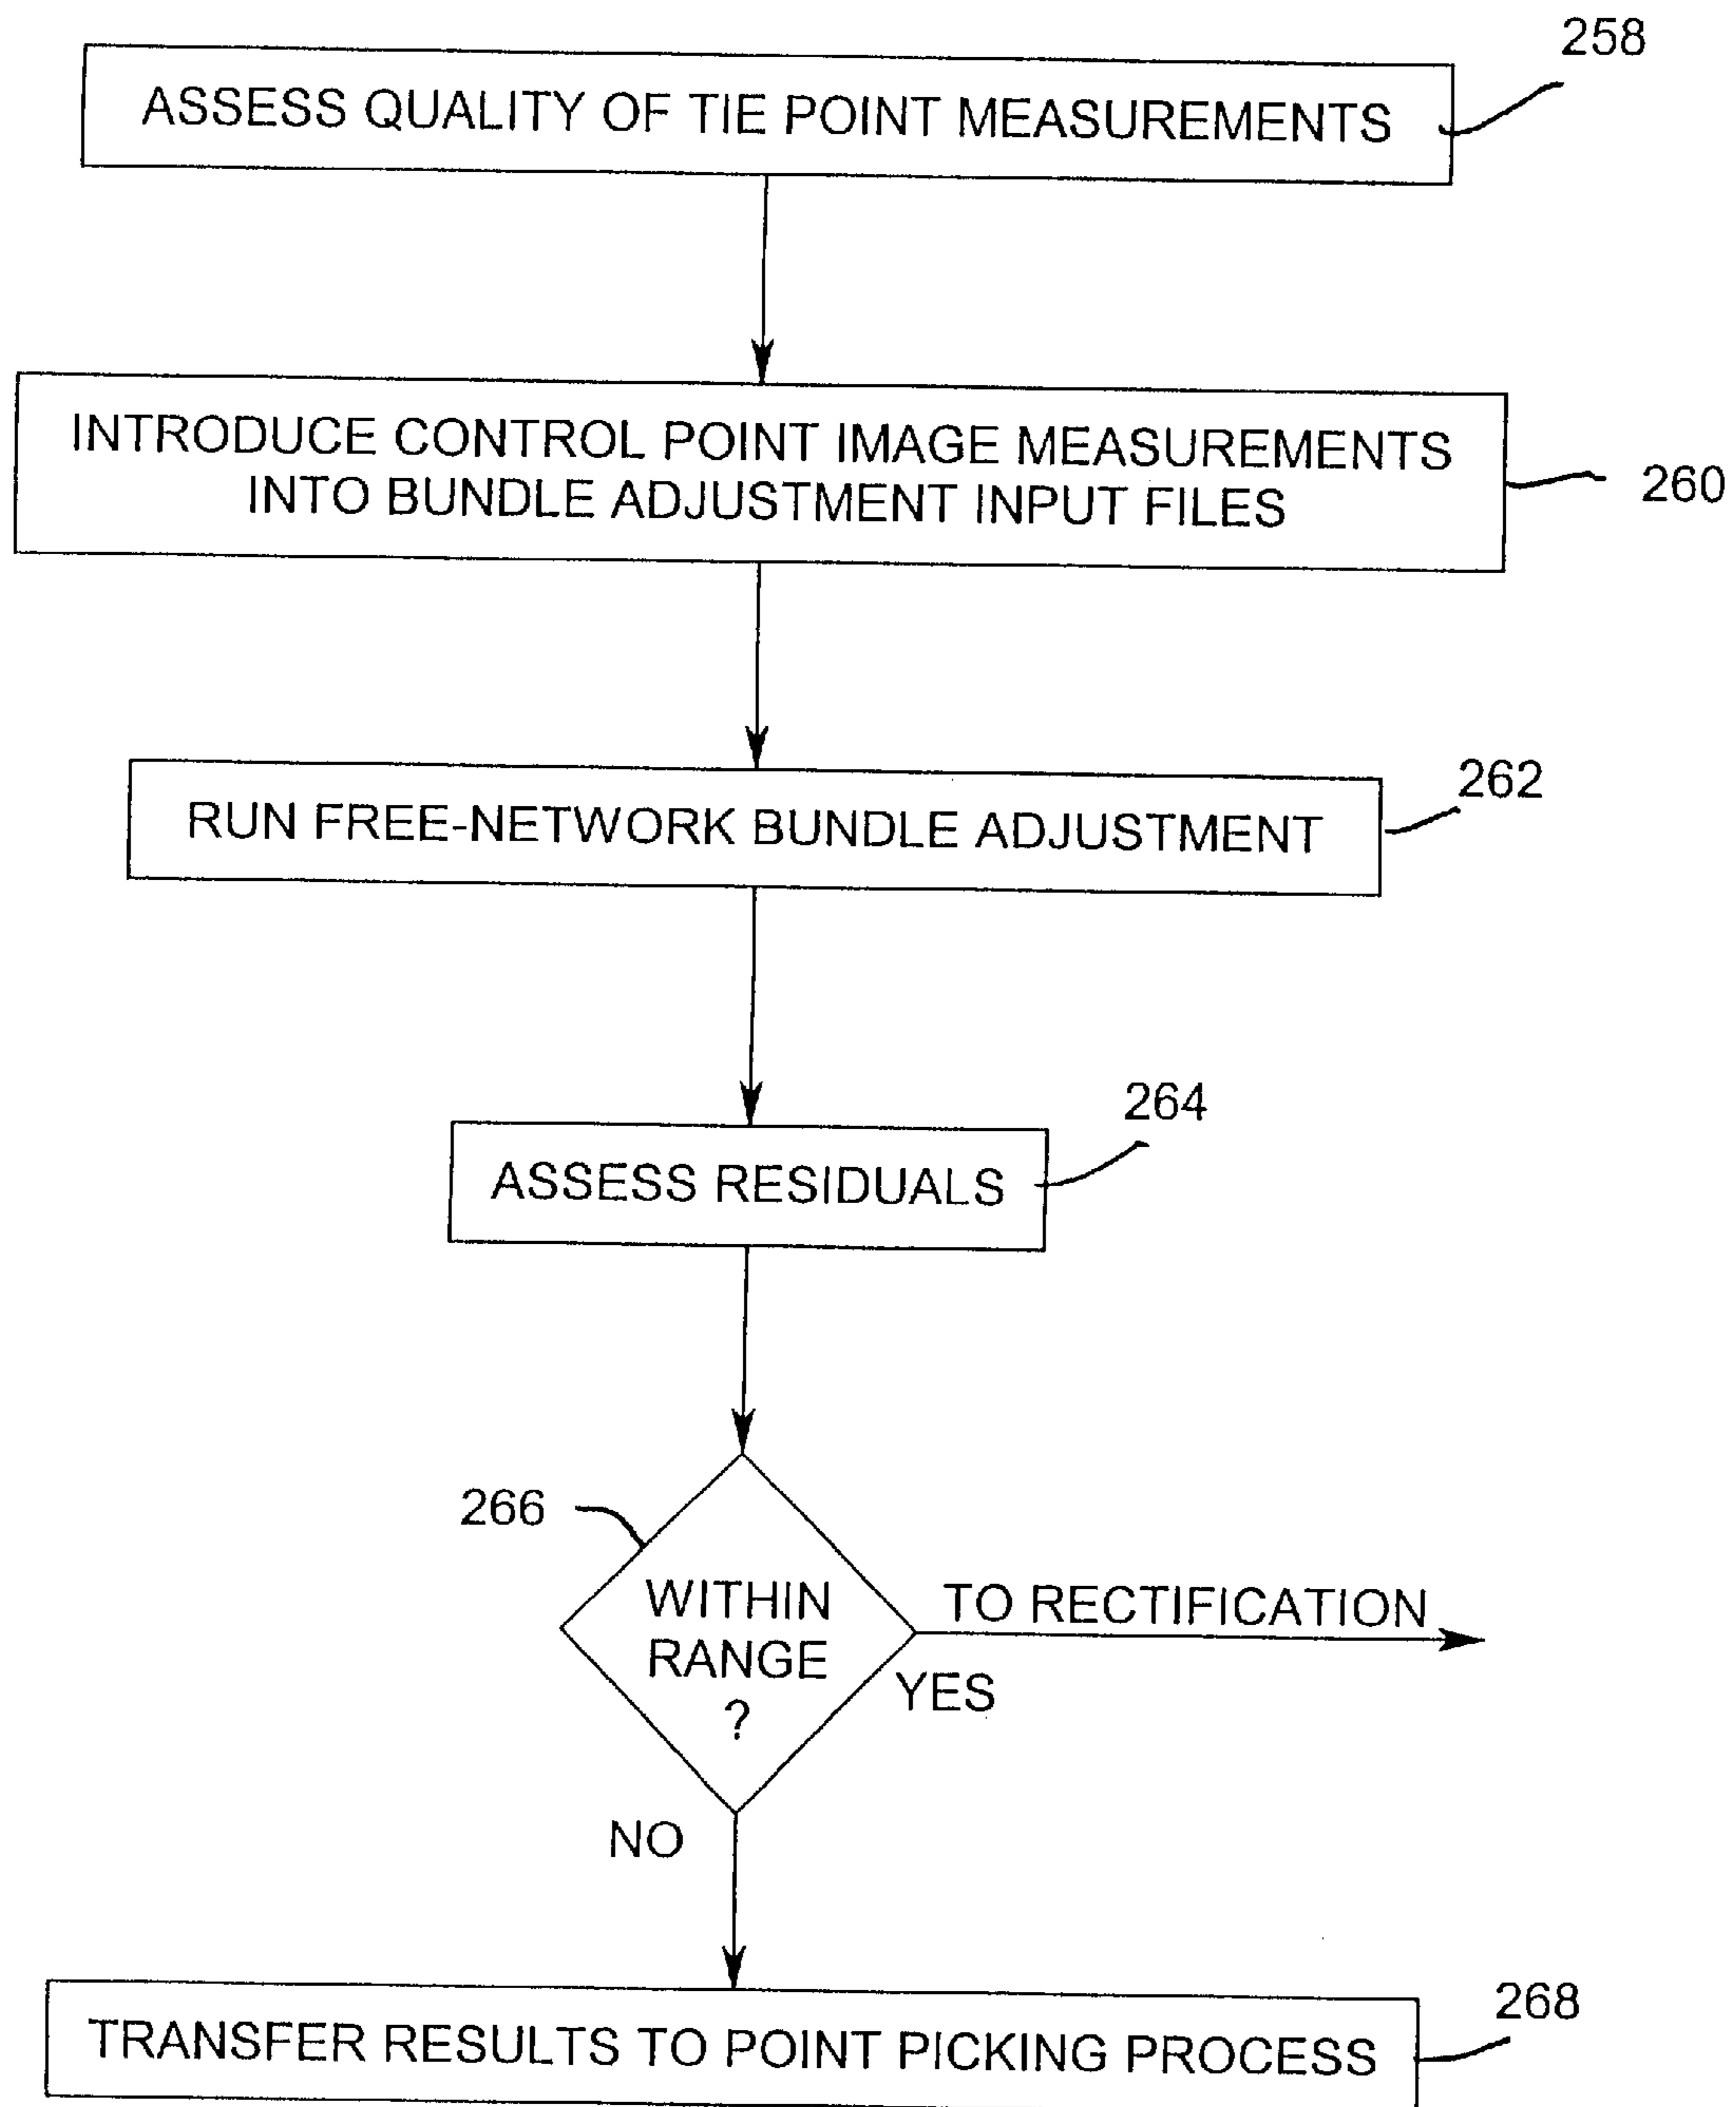 258
ASSESS QUALITY OF TIE POINT MEASUREMENTS
INTRODUCE CONTROL POINT IMAGE MEASUREMENTS
INTO BUNDLE ADJUSTMENT INPUT FILES
260
262
RUN FREE-NETWORK BUNDLE ADJUSTMENT
264
ASSESS RESIDUALS
266
WITHIN
RANGE
?
TO RECTIFICATION
YES
NO
268
TRANSFER RESULTS TO POINT PICKING PROCESS